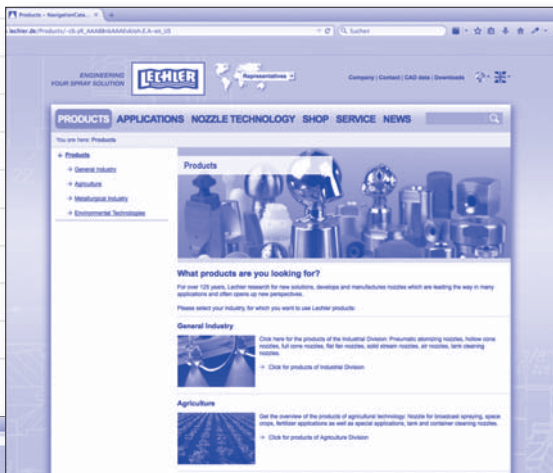 Products – NavigationCata...
Suchen
ENGINEERING
YOUR SPRAY SOLUTION
LECHLER
Representatives
Company | Contact | CAD data | Downloads
PRODUCTS APPLICATIONS NOZZLE TECHNOLOGY SHOP SERVICE NEWS
You are here: Products
Products
General Industry
Agriculture
Metallurgical Industry
Environmental Technologies
Products
What products are you looking for?
For over 125 years, Lechler research for new solutions, develops and manufactures nozzles which are leading the way in many
applications and often opens up new perspectives.
Please select your industry, for which you want to use Lechler products:
General Industry
Click here for the products of the Industrial Division: Pneumatic atomizing nozzles, hollow cone
nozzles, full cone nozzles, flat fan nozzles, solid stream nozzles, air nozzles, tank cleaning
nozzles.
Click for products of Industrial Division
Agriculture
Get the overview of the products of agricultural technology: Nozzle for broadcast spraying, space
crops, fertilizer applications as well as special applications, tank and container cleaning nozzles.
Click for products of Agriculture Division